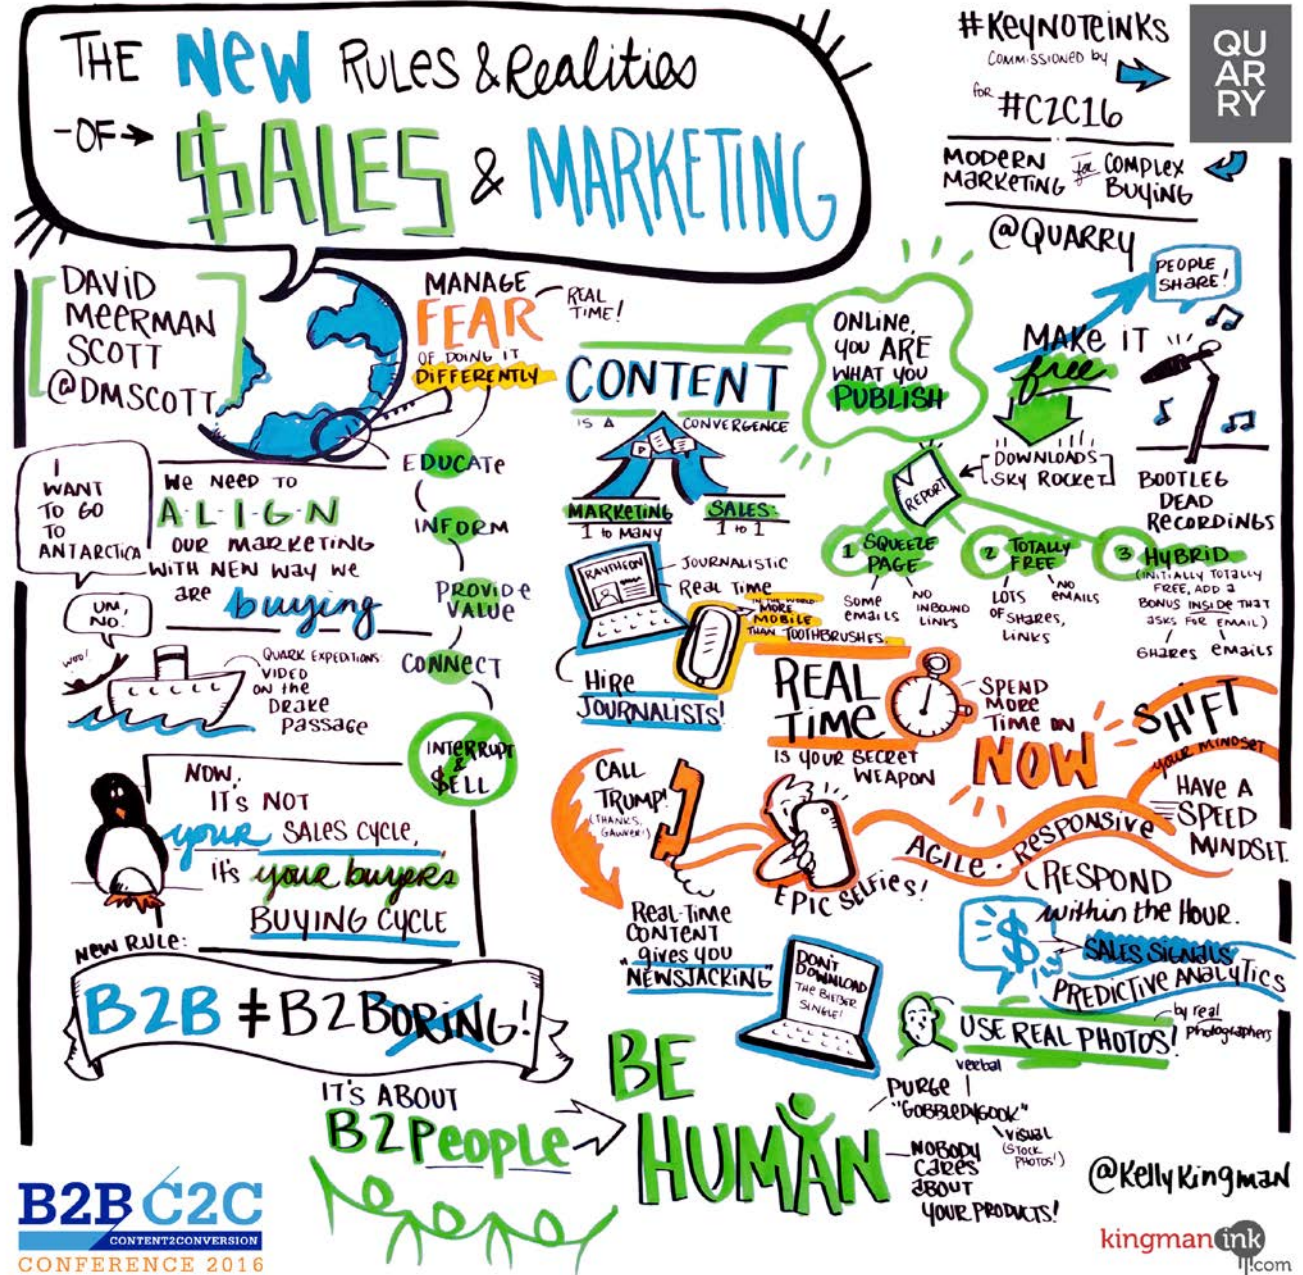 THE NEW RULES & Realities
-OF→ $ALES & MARKETING
#KEYNOTEINKS
COMMISSIONED by
for #C2C16
QU
AR
RY
MODERN
MARKETING for COMPLEX
BUYING
@QUARRY
DAVID
MEERMAN
SCOTT
@DMSCOTT
MANAGE
FEAR
REAL
TIME!
OF DOING IT
DIFFERENTLY
EDUCATE
INFORM
PROVIDE
VALUE
CONNECT
INTERRUPT
&
$ELL
I
WANT
TO GO
TO
ANTARCTICA
UM,
NO.
WOO!
WE NEED TO
A-L-I-G-N
OUR MARKETING
WITH NEW WAY WE
are buying
QUARK EXPEDITIONS:
VIDEO
ON the
DRAKE
PASSAGE
NOW,
IT'S NOT
your SALES CYCLE,
it's your buyer's
BUYING CYCLE
NEW RULE:
B2B ≠ B2BORING!
IT'S ABOUT
B2People
BE
HUMAN
CONTENT
IS A CONVERGENCE
MARKETING
1 to MANY
SALES:
1 to 1
RAYTHEON
JOURNALISTIC
Real Time
IN THE WORLD:
MORE
MOBILE
THAN TOOTHBRUSHES.
HIRE
JOURNALISTS!
ONLINE,
YOU ARE
WHAT YOU
PUBLISH
MAKE IT
free
PEOPLE
SHARE!
DOWNLOADS
SKY ROCKET
BOOTLEG
DEAD
RECORDINGS
REPORT
1 SQUEEZE
PAGE
Some
emails
NO
INBOUND
LINKS
2 TOTALLY
FREE
LOTS
OF SHARES,
LINKS
NO
EMAILS
3 HYBRID
(INITIALLY TOTALLY
FREE, ADD a
BONUS INSIDE THAT
ASKS FOR EMAIL)
SHARES EMAILS
REAL
TIME
IS YOUR SECRET
WEAPON
SPEND
MORE
TIME ON
NOW
SHIFT
your MINDSET
HAVE A
SPEED
MINDSET.
AGILE · RESPONSIVE
RESPOND
within the HOUR.
$
SALES SIGNALS
PREDICTIVE ANALYTICS
CALL
TRUMP!
(THANKS,
GAWKER!)
EPIC SELFIES!
Real-Time
CONTENT
gives you
"NEWSJACKING"
DON'T
DOWNLOAD
THE BIEBER
SINGLE!
USE REAL PHOTOS!
by real
photographers
PURGE
"GOBBLEDYGOOK"
verbal
visual
(STOCK
PHOTOS!)
NOBODY
CARES
ABOUT
YOUR PRODUCTS!
@KellyKingman
kingman ink
.com
B2B C2C
CONTENT2CONVERSION
CONFERENCE 2016